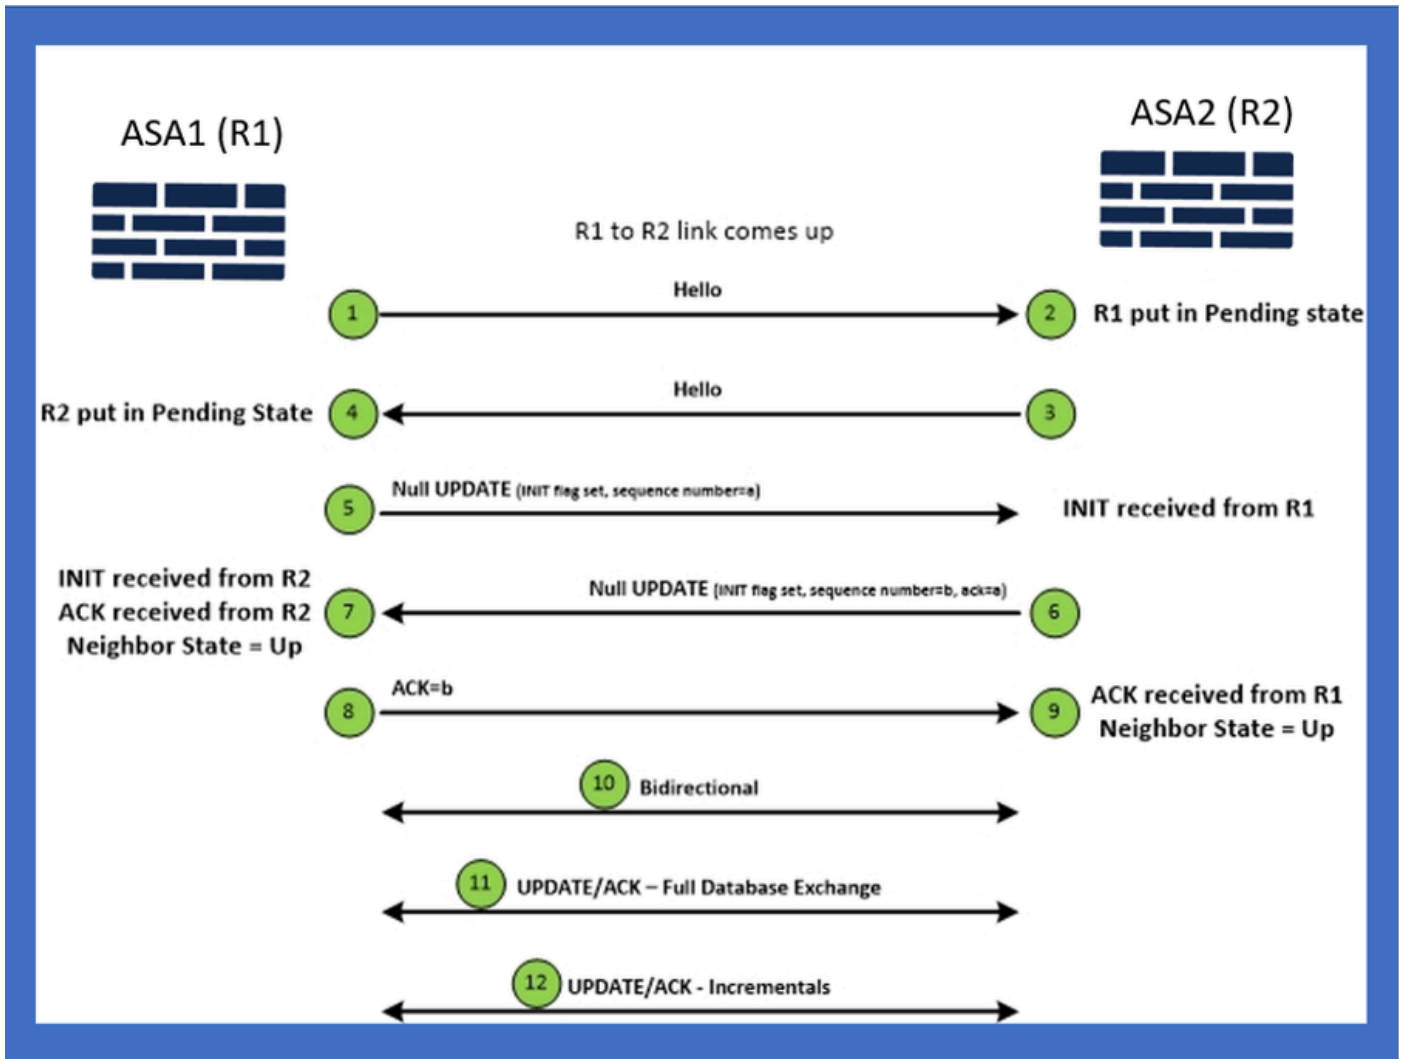 ASA1 (R1)
ASA2 (R2)
R1 to R2 link comes up
Hello
1
2
R1 put in Pending state
Hello
R2 put in Pending State
4
3
Null UPDATE (INIT flag set, sequence number=a)
5
INIT received from R1
INIT received from R2
ACK received from R2
Neighbor State = Up
7
Null UPDATE (INIT flag set, sequence number=b, ack=a)
6
ACK=b
8
9
ACK received from R1
Neighbor State = Up
10
Bidirectional
11
UPDATE/ACK – Full Database Exchange
12
UPDATE/ACK - Incrementals